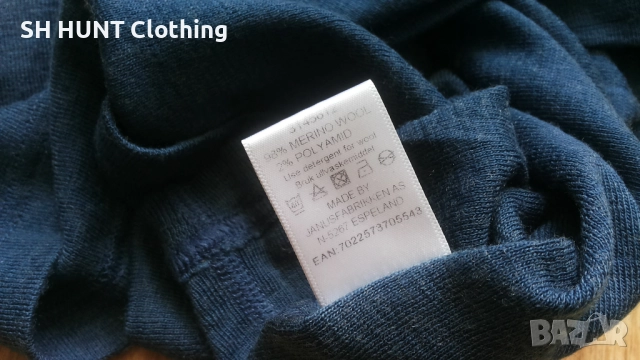 SH HUNT Clothing
98% MERINO WOOL
2% POLYAMID
Use detergent for wool
Bruk ullvaskemiddel
MADE BY
JANUSFABRIKKEN AS
N-5267 ESPELAND
EAN:7022573705543
BAZAR